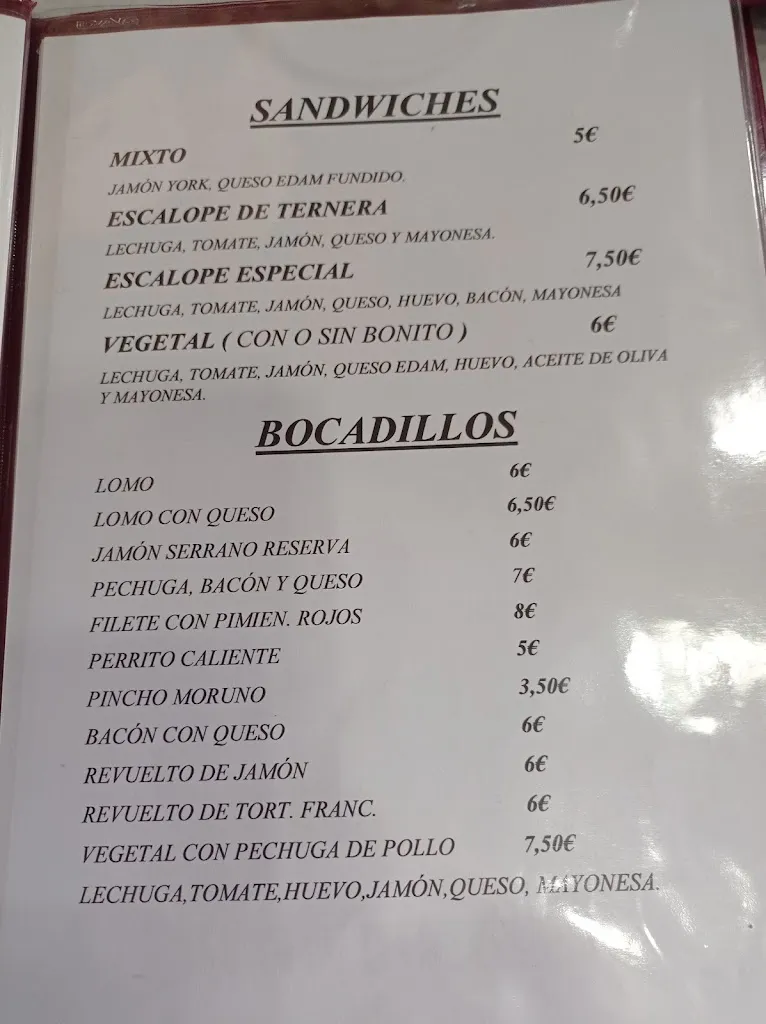 SANDWICHES
MIXTO 5€
JAMÓN YORK, QUESO EDAM FUNDIDO.
ESCALOPE DE TERNERA 6,50€
LECHUGA, TOMATE, JAMÓN, QUESO Y MAYONESA.
ESCALOPE ESPECIAL 7,50€
LECHUGA, TOMATE, JAMÓN, QUESO, HUEVO, BACÓN, MAYONESA
VEGETAL ( CON O SIN BONITO ) 6€
LECHUGA, TOMATE, JAMÓN, QUESO EDAM, HUEVO, ACEITE DE OLIVA
Y MAYONESA.
BOCADILLOS
LOMO 6€
LOMO CON QUESO 6,50€
JAMÓN SERRANO RESERVA 6€
PECHUGA, BACÓN Y QUESO 7€
FILETE CON PIMIEN. ROJOS 8€
PERRITO CALIENTE 5€
PINCHO MORUNO 3,50€
BACÓN CON QUESO 6€
REVUELTO DE JAMÓN 6€
REVUELTO DE TORT. FRANC. 6€
VEGETAL CON PECHUGA DE POLLO 7,50€
LECHUGA,TOMATE,HUEVO,JAMÓN,QUESO, MAYONESA.